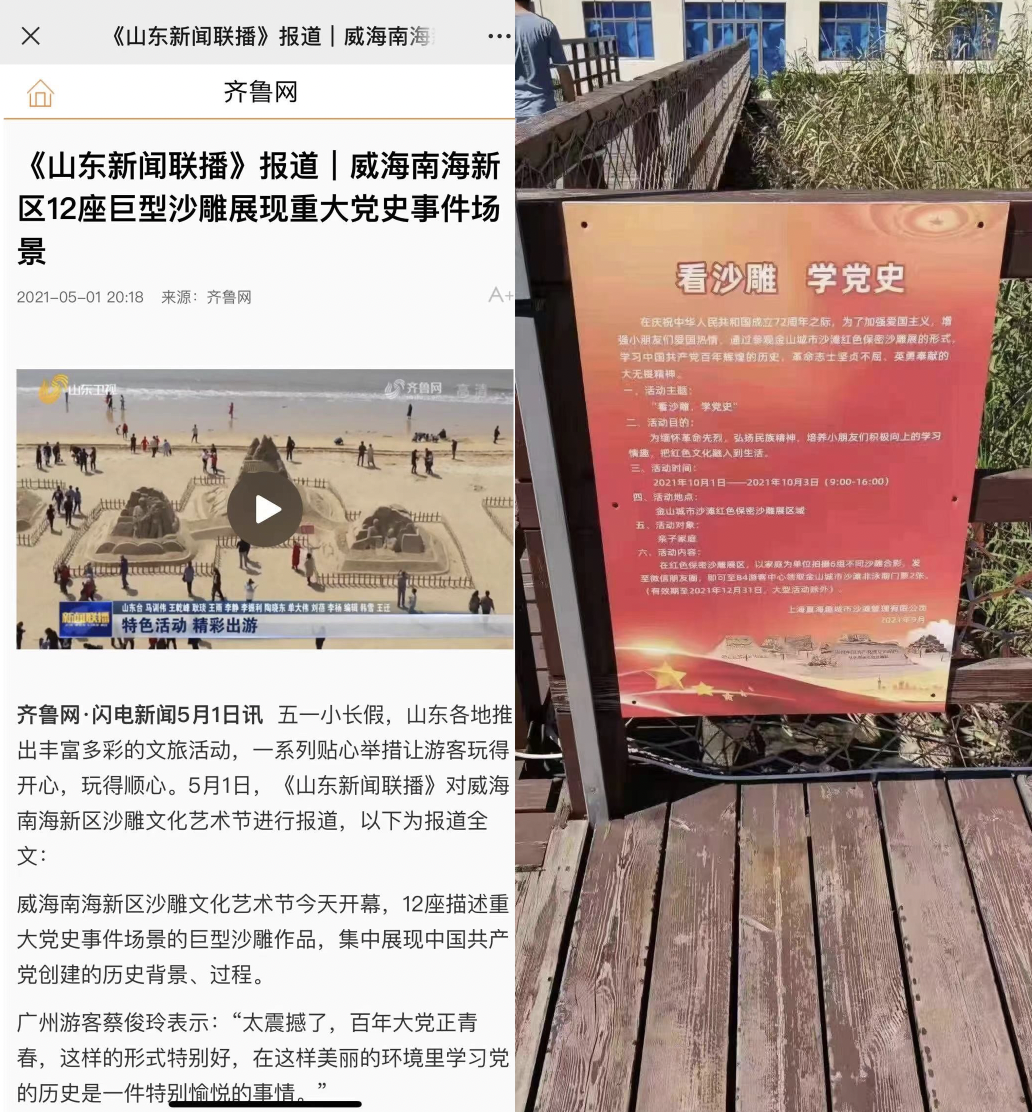 《山东新闻联播》报道｜威海南海
齐鲁网
《山东新闻联播》报道｜威海南海新
区12座巨型沙雕展现重大党史事件场
景
2021-05-01 20:18 来源：齐鲁网
A+
山东卫视
齐鲁网 高清
新闻联播
山东台 马训伟 王乾峰 耿琰 王雨 李静 李振利 陶晓东 单大伟 刘蓓 李杨 编辑 韩雪 王迁
特色活动 精彩出游
齐鲁网·闪电新闻5月1日讯 五一小长假，山东各地推
出丰富多彩的文旅活动，一系列贴心举措让游客玩得
开心，玩得顺心。5月1日，《山东新闻联播》对威海
南海新区沙雕文化艺术节进行报道，以下为报道全
文：
威海南海新区沙雕文化艺术节今天开幕，12座描述重
大党史事件场景的巨型沙雕作品，集中展现中国共产
党创建的历史背景、过程。
广州游客蔡俊玲表示：“太震撼了，百年大党正青
春，这样的形式特别好，在这样美丽的环境里学习党
的历史是一件特别愉悦的事情。”
看沙雕 学党史
在庆祝中华人民共和国成立72周年之际，为了加强爱国主义，增
强小朋友们爱国热情，通过参观金山城市沙滩红色保密沙雕展的形式，
学习中国共产党百年辉煌的历史、革命志士坚贞不屈、英勇奉献的
大无畏精神。
一、活动主题：
“看沙雕，学党史”
二、活动目的：
为缅怀革命先烈，弘扬民族精神，培养小朋友们积极向上的学习
情趣，把红色文化融入到生活。
三、活动时间：
2021年10月1日——2021年10月3日（9:00-16:00）
四、活动地点：
金山城市沙滩红色保密沙雕展区域
五、活动对象：
亲子家庭
六、活动内容：
在红色保密沙雕展区，以家庭为单位拍摄6组不同沙雕合影，发
至微信朋友圈，即可至B4游客中心领取金山城市沙滩非泳期门票2张。
（有效期至2021年12月31日，大型活动除外）。
城市沙滩管理有限公司
2021年9月